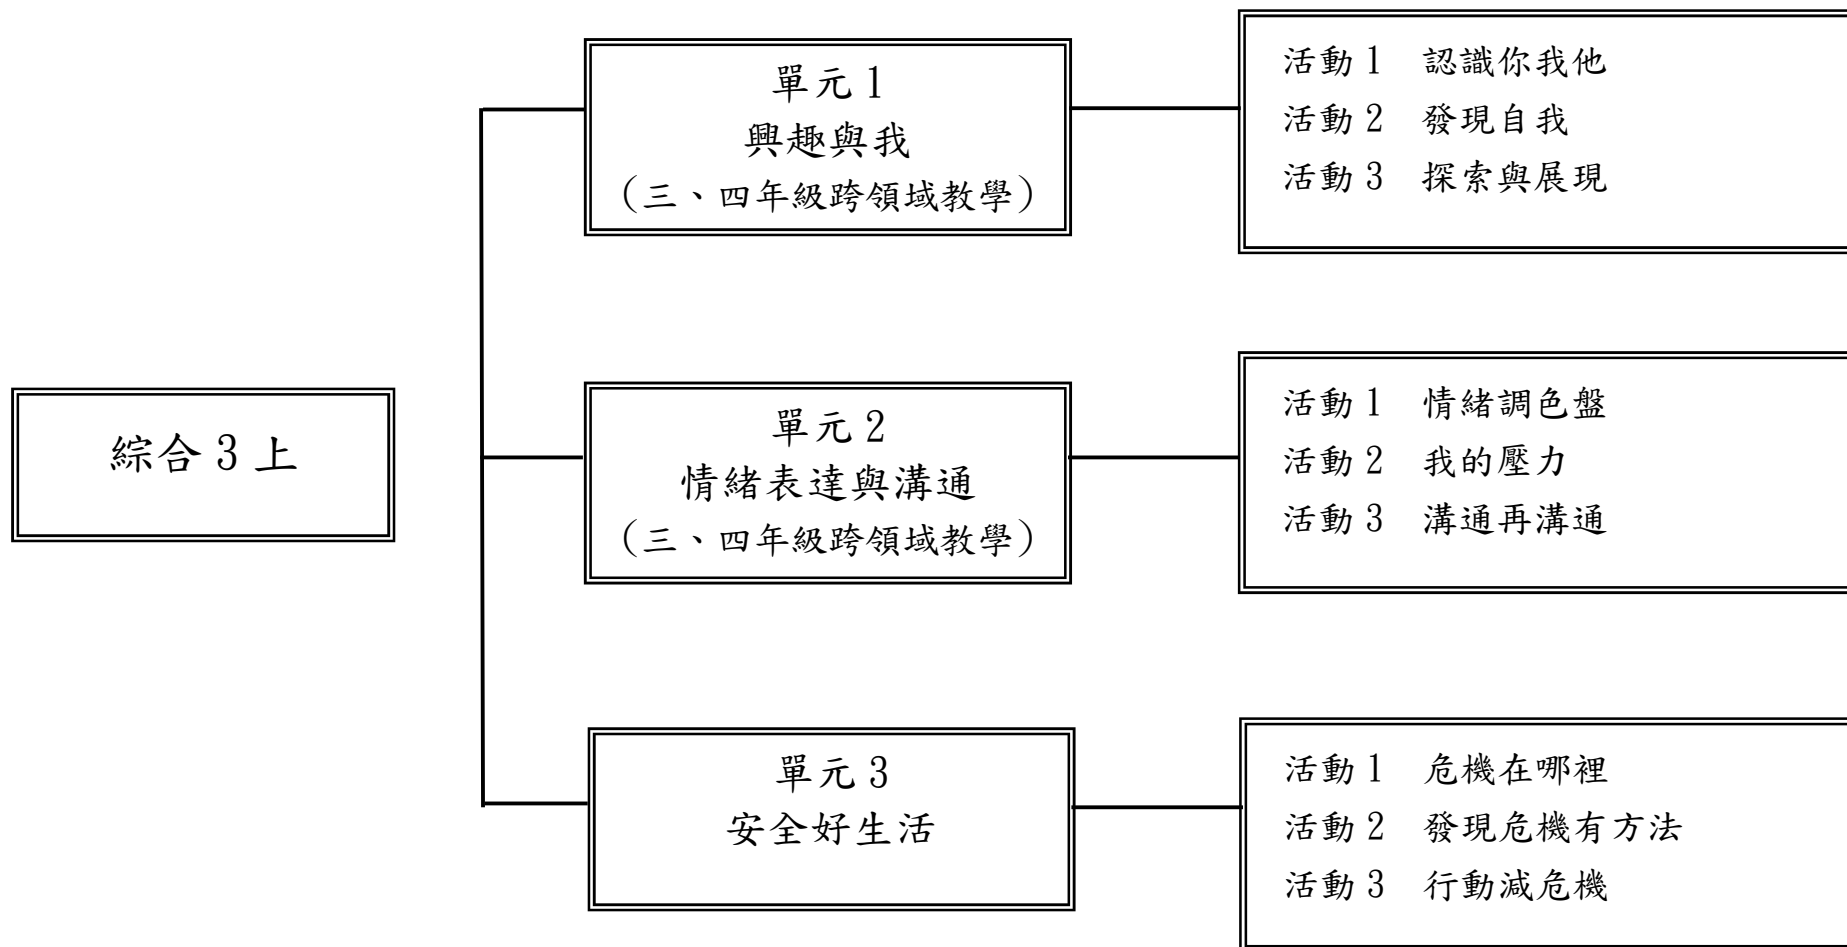 綜合3上
單元1
興趣與我
（三、四年級跨領域教學）
活動1　認識你我他
活動2　發現自我
活動3　探索與展現
單元2
情緒表達與溝通
（三、四年級跨領域教學）
活動1　情緒調色盤
活動2　我的壓力
活動3　溝通再溝通
單元3
安全好生活
活動1　危機在哪裡
活動2　發現危機有方法
活動3　行動減危機